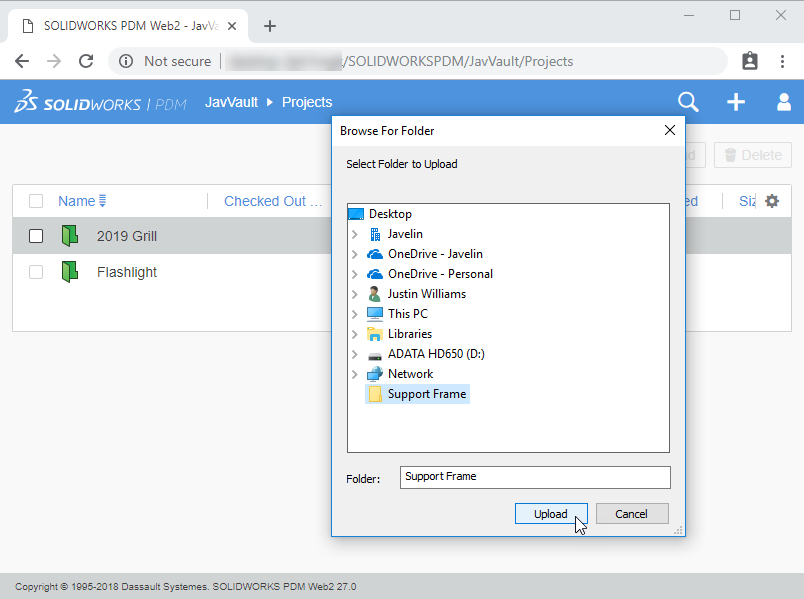 SOLIDWORKS PDM Web2 - JavVa
Not secure
/SOLIDWORKSPDM/JavVault/Projects
SOLIDWORKS | PDM
JavVault
Projects
Delete
Name
Checked Out ...
ed
Siz
2019 Grill
Flashlight
Browse For Folder
Select Folder to Upload
Desktop
Javelin
OneDrive - Javelin
OneDrive - Personal
Justin Williams
This PC
Libraries
ADATA HD650 (D:)
Network
Support Frame
Folder:
Support Frame
Upload
Cancel
Copyright © 1995-2018 Dassault Systemes. SOLIDWORKS PDM Web2 27.0